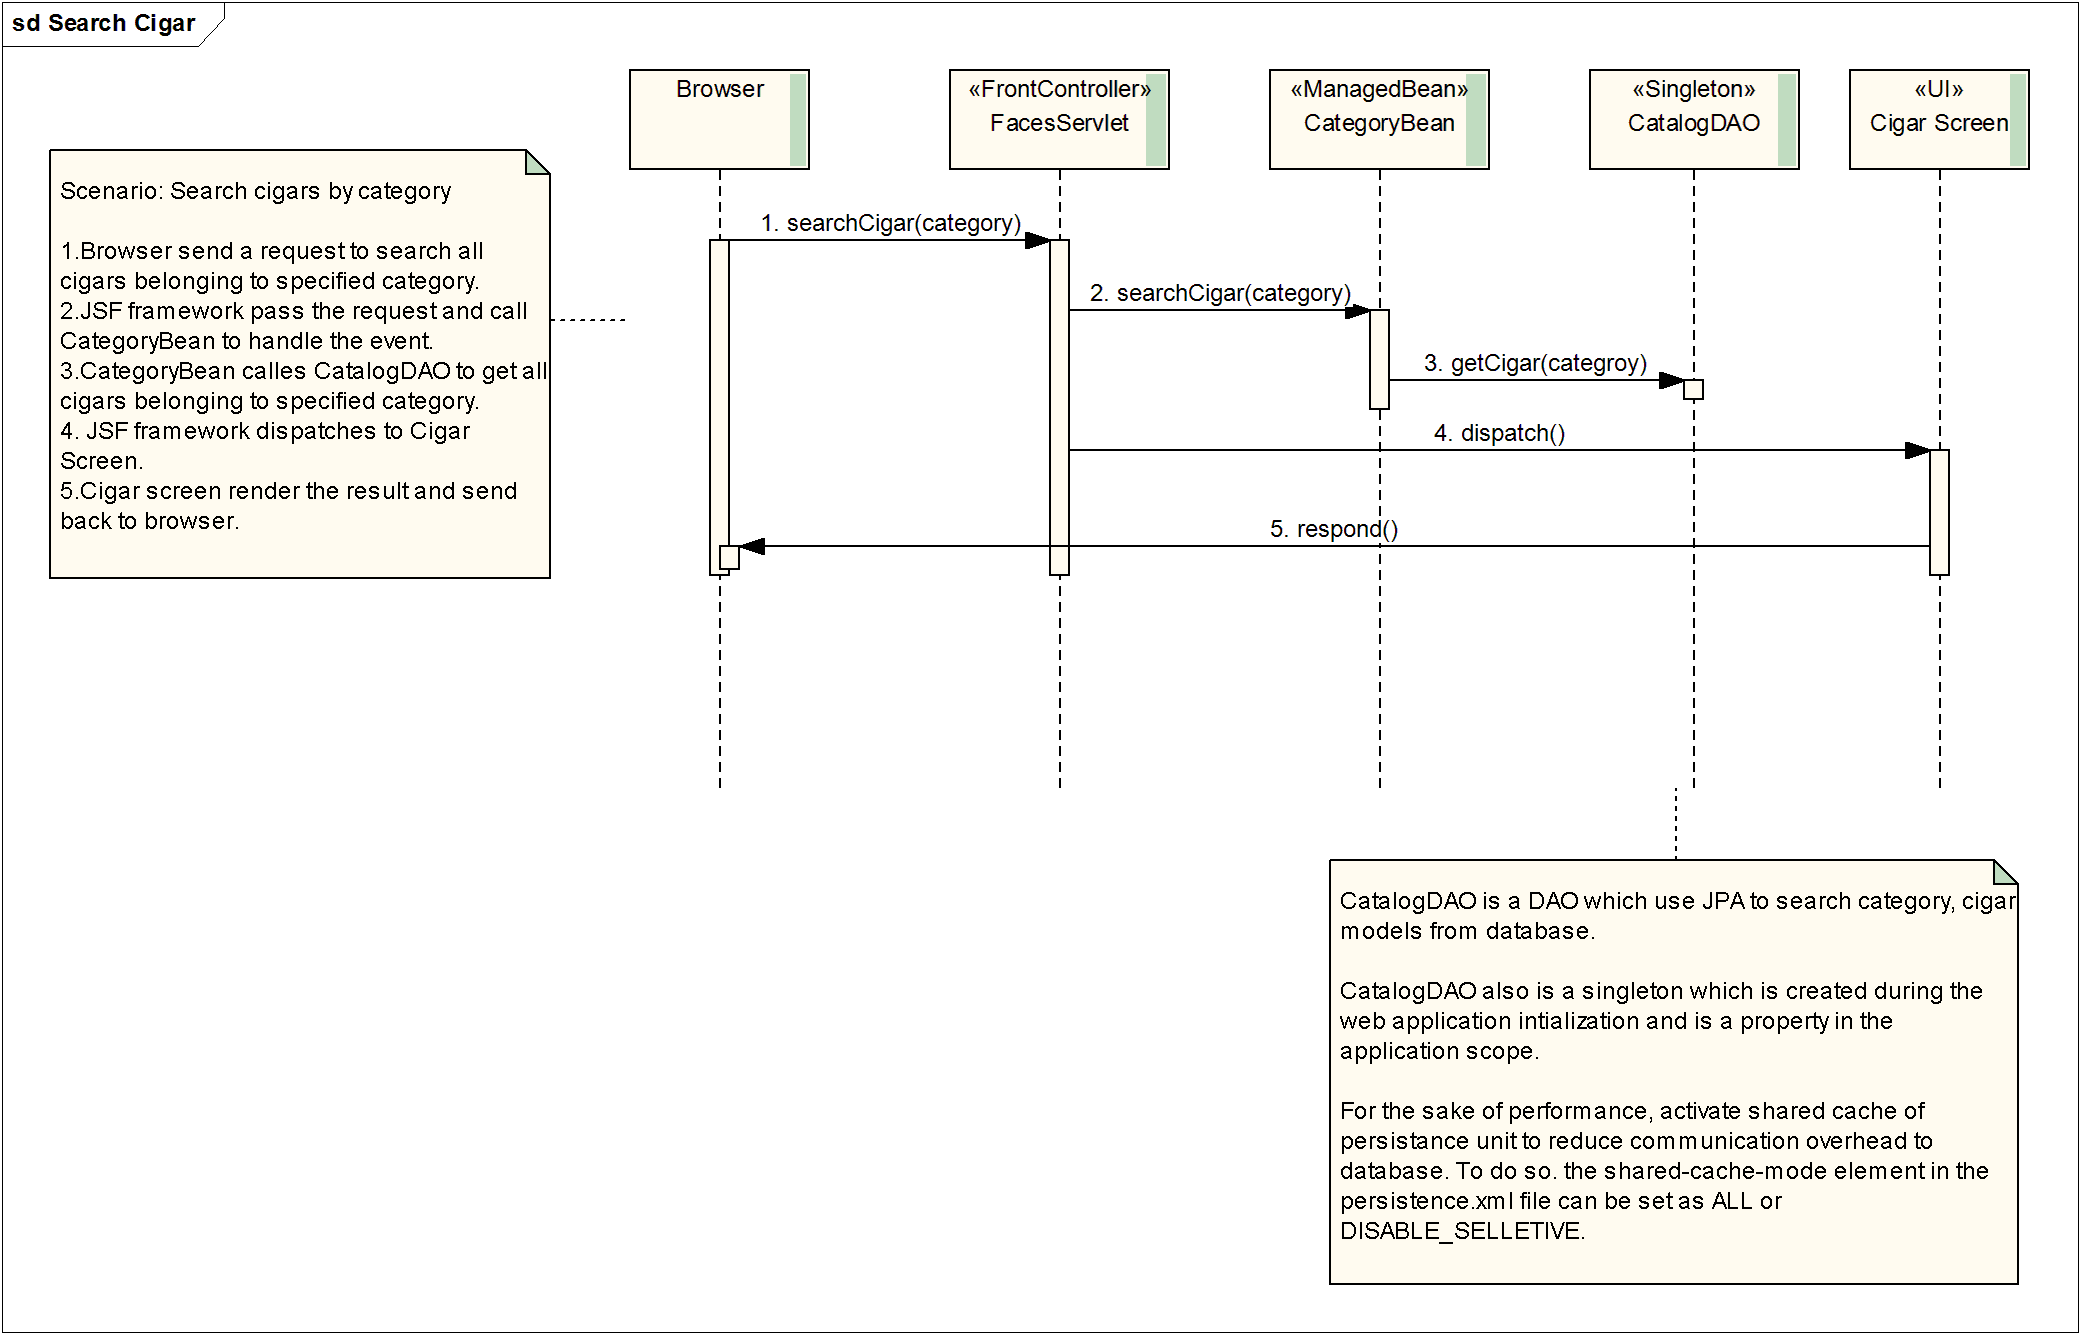 sd Search Cigar
Browser
«FrontController»
FacesServlet
«ManagedBean»
CategoryBean
«Singleton»
CatalogDAO
«UI»
Cigar Screen
Scenario: Search cigars by category
1.Browser send a request to search all
cigars belonging to specified category.
2.JSF framework pass the request and call
CategoryBean to handle the event.
3.CategoryBean calles CatalogDAO to get all
cigars belonging to specified category.
4. JSF framework dispatches to Cigar
Screen.
5.Cigar screen render the result and send
back to browser.
1. searchCigar(category)
2. searchCigar(category)
3. getCigar(categroy)
4. dispatch()
5. respond()
CatalogDAO is a DAO which use JPA to search category, cigar
models from database.
CatalogDAO also is a singleton which is created during the
web application intialization and is a property in the
application scope.
For the sake of performance, activate shared cache of
persistance unit to reduce communication overhead to
database. To do so. the shared-cache-mode element in the
persistence.xml file can be set as ALL or
DISABLE_SELLETIVE.